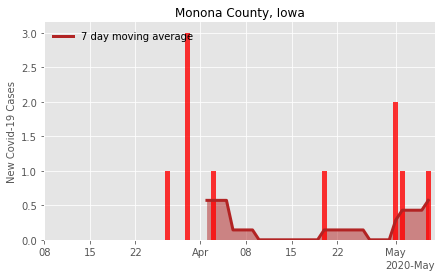 Monona County, Iowa
7 day moving average
New Covid-19 Cases
3.0
2.5
2.0
1.5
1.0
0.5
0.0
08 15 22 Apr 08 15 22 May
2020-May